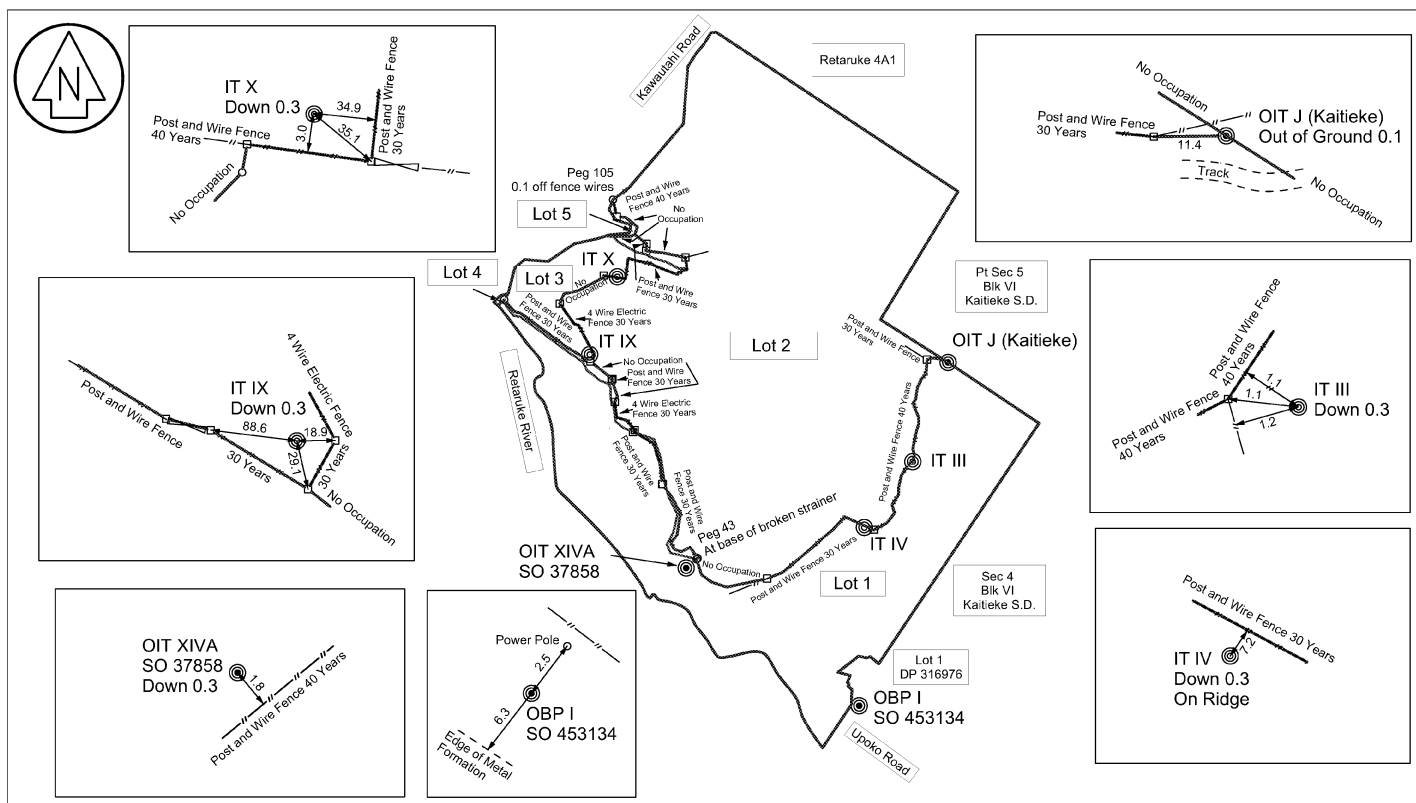 N
IT X
Down 0.3
34.9
35.1
3.0
Post and Wire Fence
30 Years
Post and Wire Fence
40 Years
No Occupation
Kawautahi Road
Retaruke 4A1
No Occupation
OIT J (Kaitieke)
Out of Ground 0.1
Post and Wire Fence
30 Years
11.4
Track
No Occupation
Peg 105
0.1 off fence wires
Post and Wire
Fence 40 Years
No
Occupation
Lot 5
IT X
Lot 4
Lot 3
No
Occupation
Post and Wire
Fence 30 Years
Post and Wire
Fence 30 Years
4 Wire Electric
Fence 30 Years
IT IX
No Occupation
Post and Wire
Fence 30 Years
4 Wire Electric
Fence 30 Years
Lot 2
Pt Sec 5
Blk VI
Kaitieke S.D.
Post and Wire Fence
30 Years
OIT J (Kaitieke)
Retaruke River
Post and Wire
Fence 30 Years
Post and Wire
Fence 30 Years
Post and Wire Fence 40 Years
IT III
Peg 43
At base of broken strainer
IT IV
OIT XIVA
SO 37858
No Occupation
Post and Wire Fence 30 Years
Lot 1
Sec 4
Blk VI
Kaitieke S.D.
Lot 1
DP 316976
OBP I
SO 453134
Upoko Road
4 Wire Electric Fence
30 Years
IT IX
Down 0.3
88.6
18.9
29.1
Post and Wire Fence
30 Years
No Occupation
Post and Wire Fence
40 Years
1.1
1.1
1.2
IT III
Down 0.3
Post and Wire Fence
40 Years
OIT XIVA
SO 37858
Down 0.3
1.8
Post and Wire Fence 40 Years
Power Pole
2.5
OBP I
SO 453134
6.3
Edge of Metal
Formation
Post and Wire Fence 30 Years
7.2
IT IV
Down 0.3
On Ridge